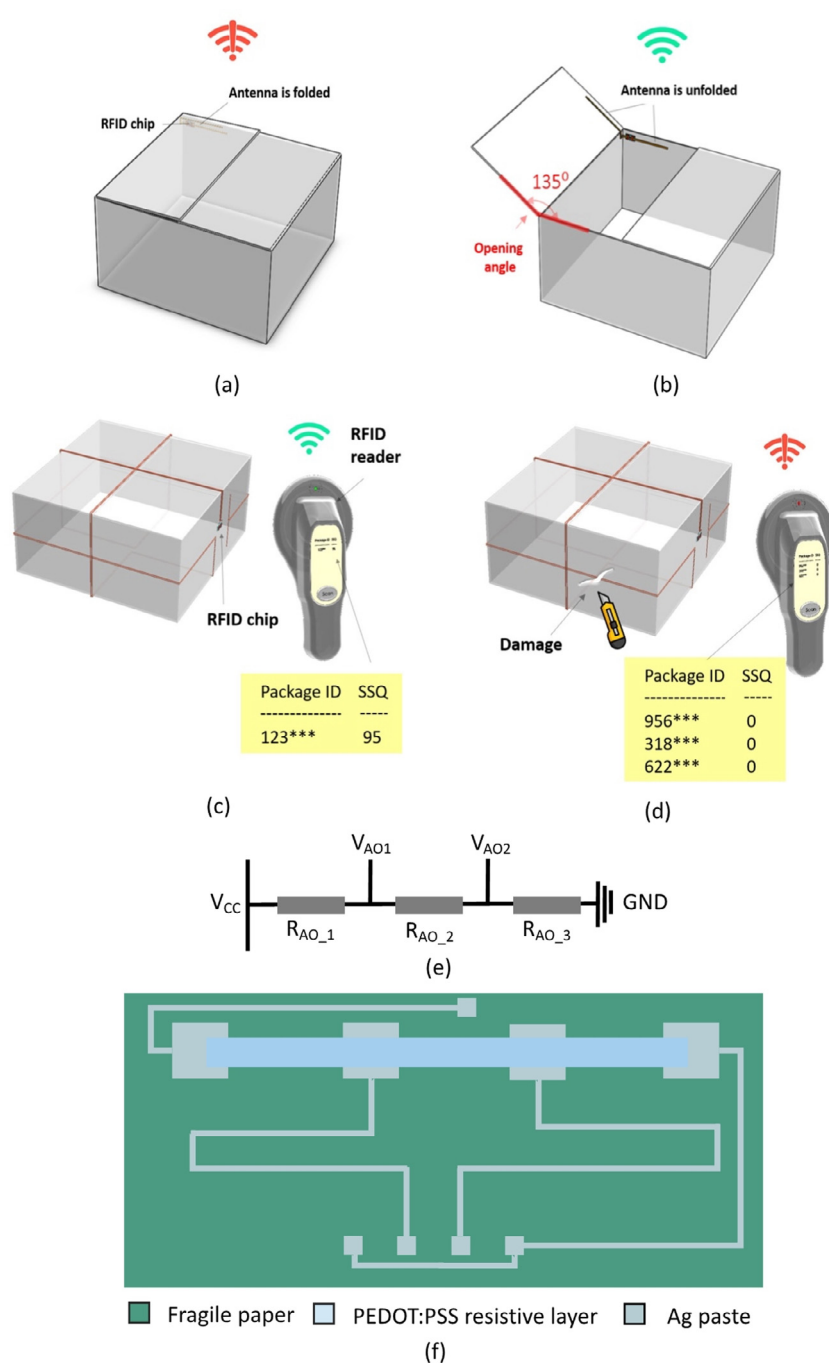 Antenna is folded
RFID chip
(a)
Antenna is unfolded
135⁰
Opening
angle
(b)
RFID
reader
RFID chip
Package ID SSQ
-------------- -----
123*** 95
(c)
Damage
Package ID SSQ
-------------- -----
956*** 0
318*** 0
622*** 0
(d)
V_AO1 V_AO2
V_CC GND
R_AO_1 R_AO_2 R_AO_3
(e)
Fragile paper PEDOT:PSS resistive layer Ag paste
(f)